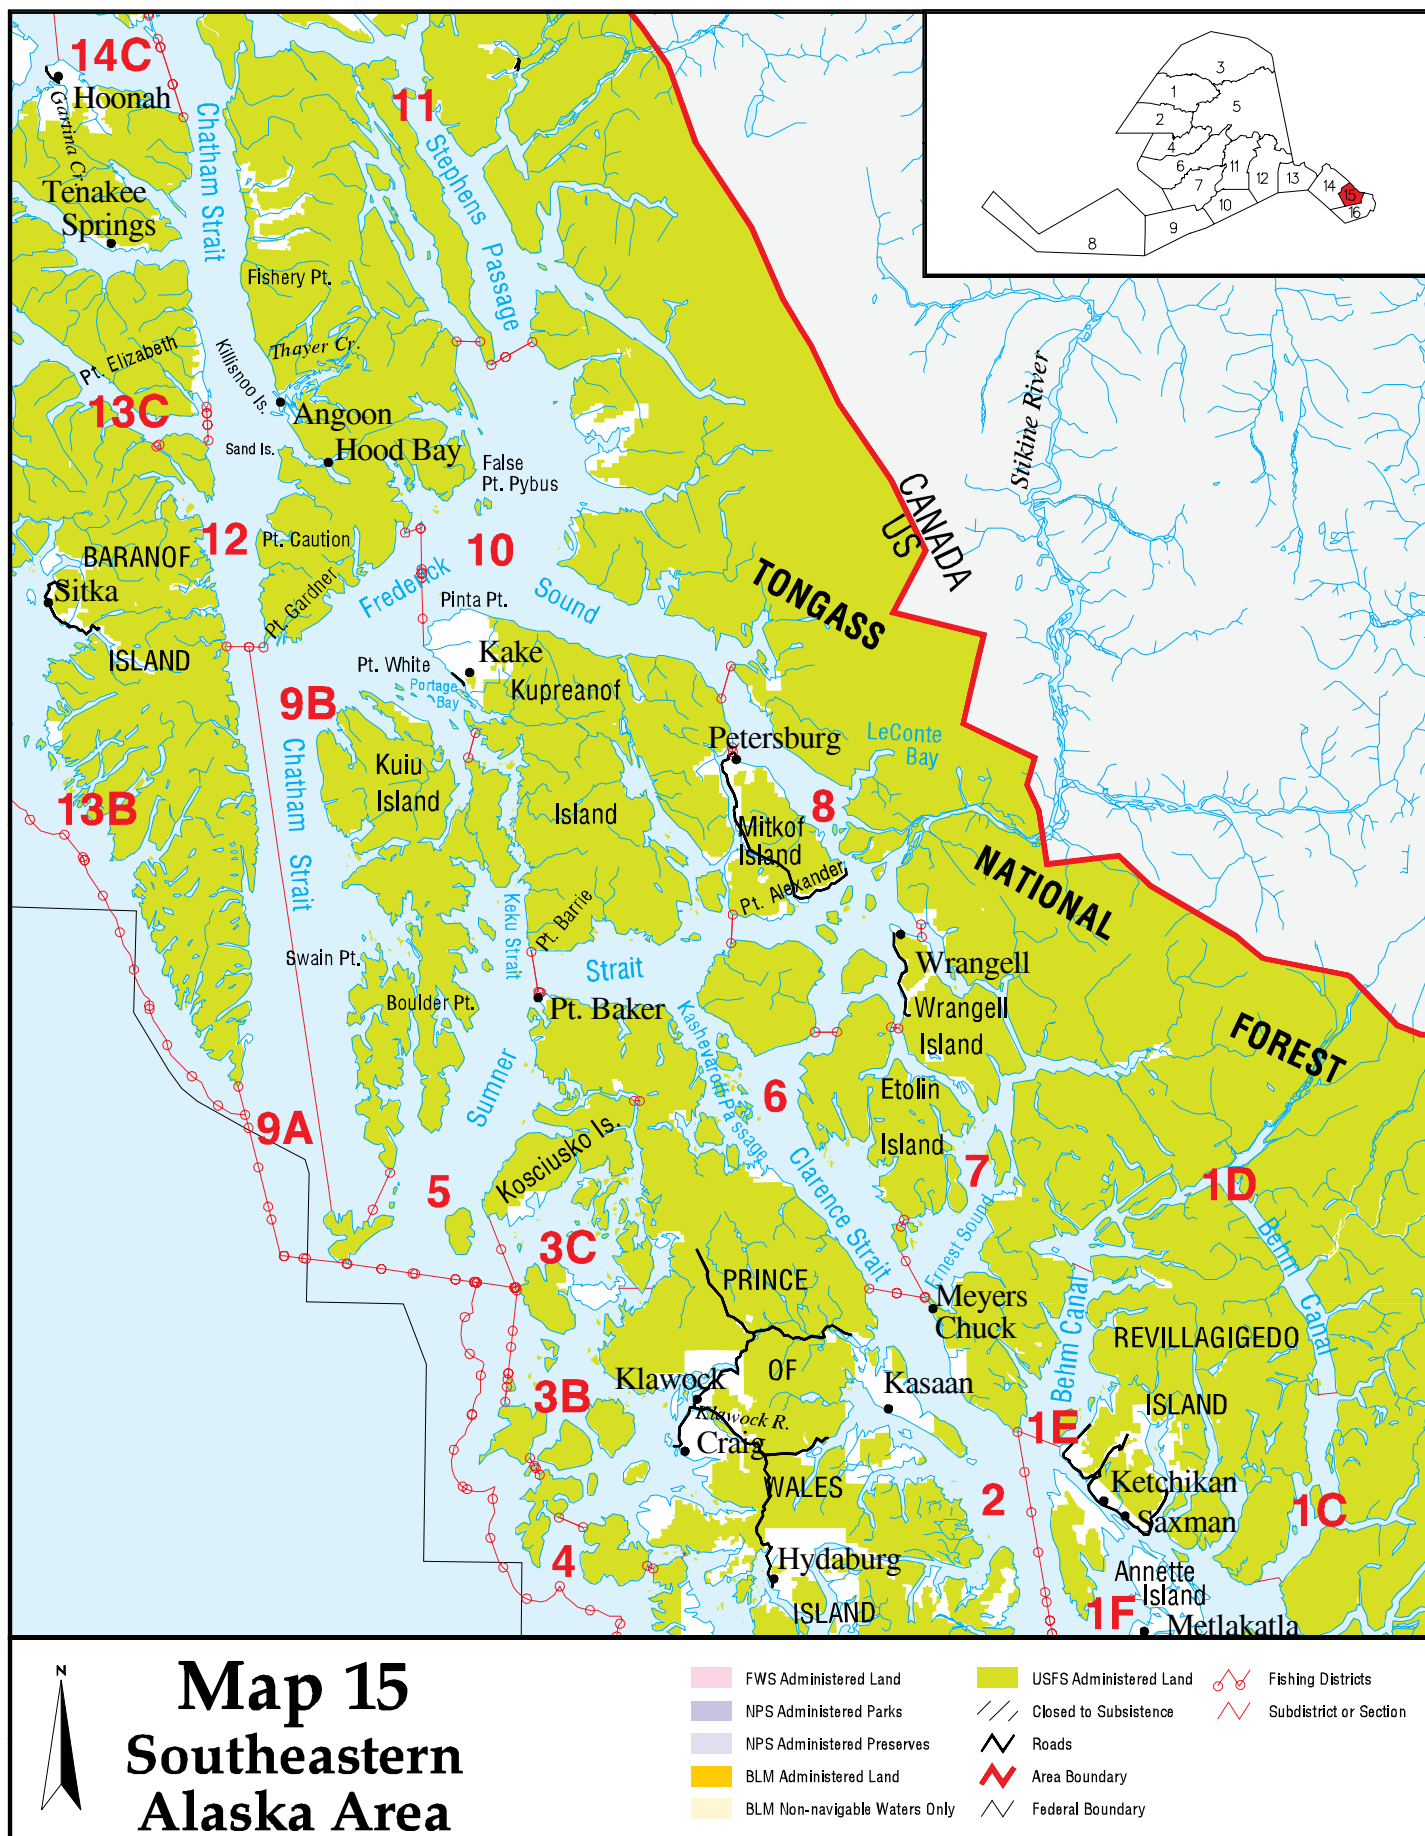 14C
Hoonah
Gartina Cr.
Tenakee
Springs
Chatham Strait
11
Stephens Passage
Fishery Pt.
Pt. Elizabeth
Killisnoo Is.
Thayer Cr.
13C
Angoon
Sand Is.
Hood Bay
False
Pt. Pybus
12
Pt. Caution
10
BARANOF
Sitka
ISLAND
Pt. Gardner
Frederick
Sound
Pinta Pt.
Pt. White
Kake
Portage
Bay
Kupreanof
9B
Chatham Strait
Kuiu
Island
Island
13B
Petersburg
LeConte
Bay
8
Mitkof
Island
Pt. Alexander
Keku Strait
Pt. Barrie
Swain Pt.
Strait
Boulder Pt.
Pt. Baker
Wrangell
Wrangell
Island
Kashevarof Passage
Sumner
6
Etolin
Island
9A
Kosciusko Is.
5
Clarence Strait
7
3C
Ernest Sound
1D
Behm Canal
PRINCE
Meyers
Chuck
Behm Canal
REVILLAGIGEDO
OF
Klawock
Kasaan
3B
Klawock R.
Craig
ISLAND
1E
WALES
2
Ketchikan
Saxman
1C
4
Hydaburg
Annette
Island
ISLAND
1F
Metlakatla
CANADA
US
Stikine River
TONGASS
NATIONAL
FOREST
3
1
5
2
4
6
11
7
12
13
14
15
10
16
9
8
N
Map 15
Southeastern
Alaska Area
FWS Administered Land
NPS Administered Parks
NPS Administered Preserves
BLM Administered Land
BLM Non-navigable Waters Only
USFS Administered Land
Closed to Subsistence
Roads
Area Boundary
Federal Boundary
Fishing Districts
Subdistrict or Section